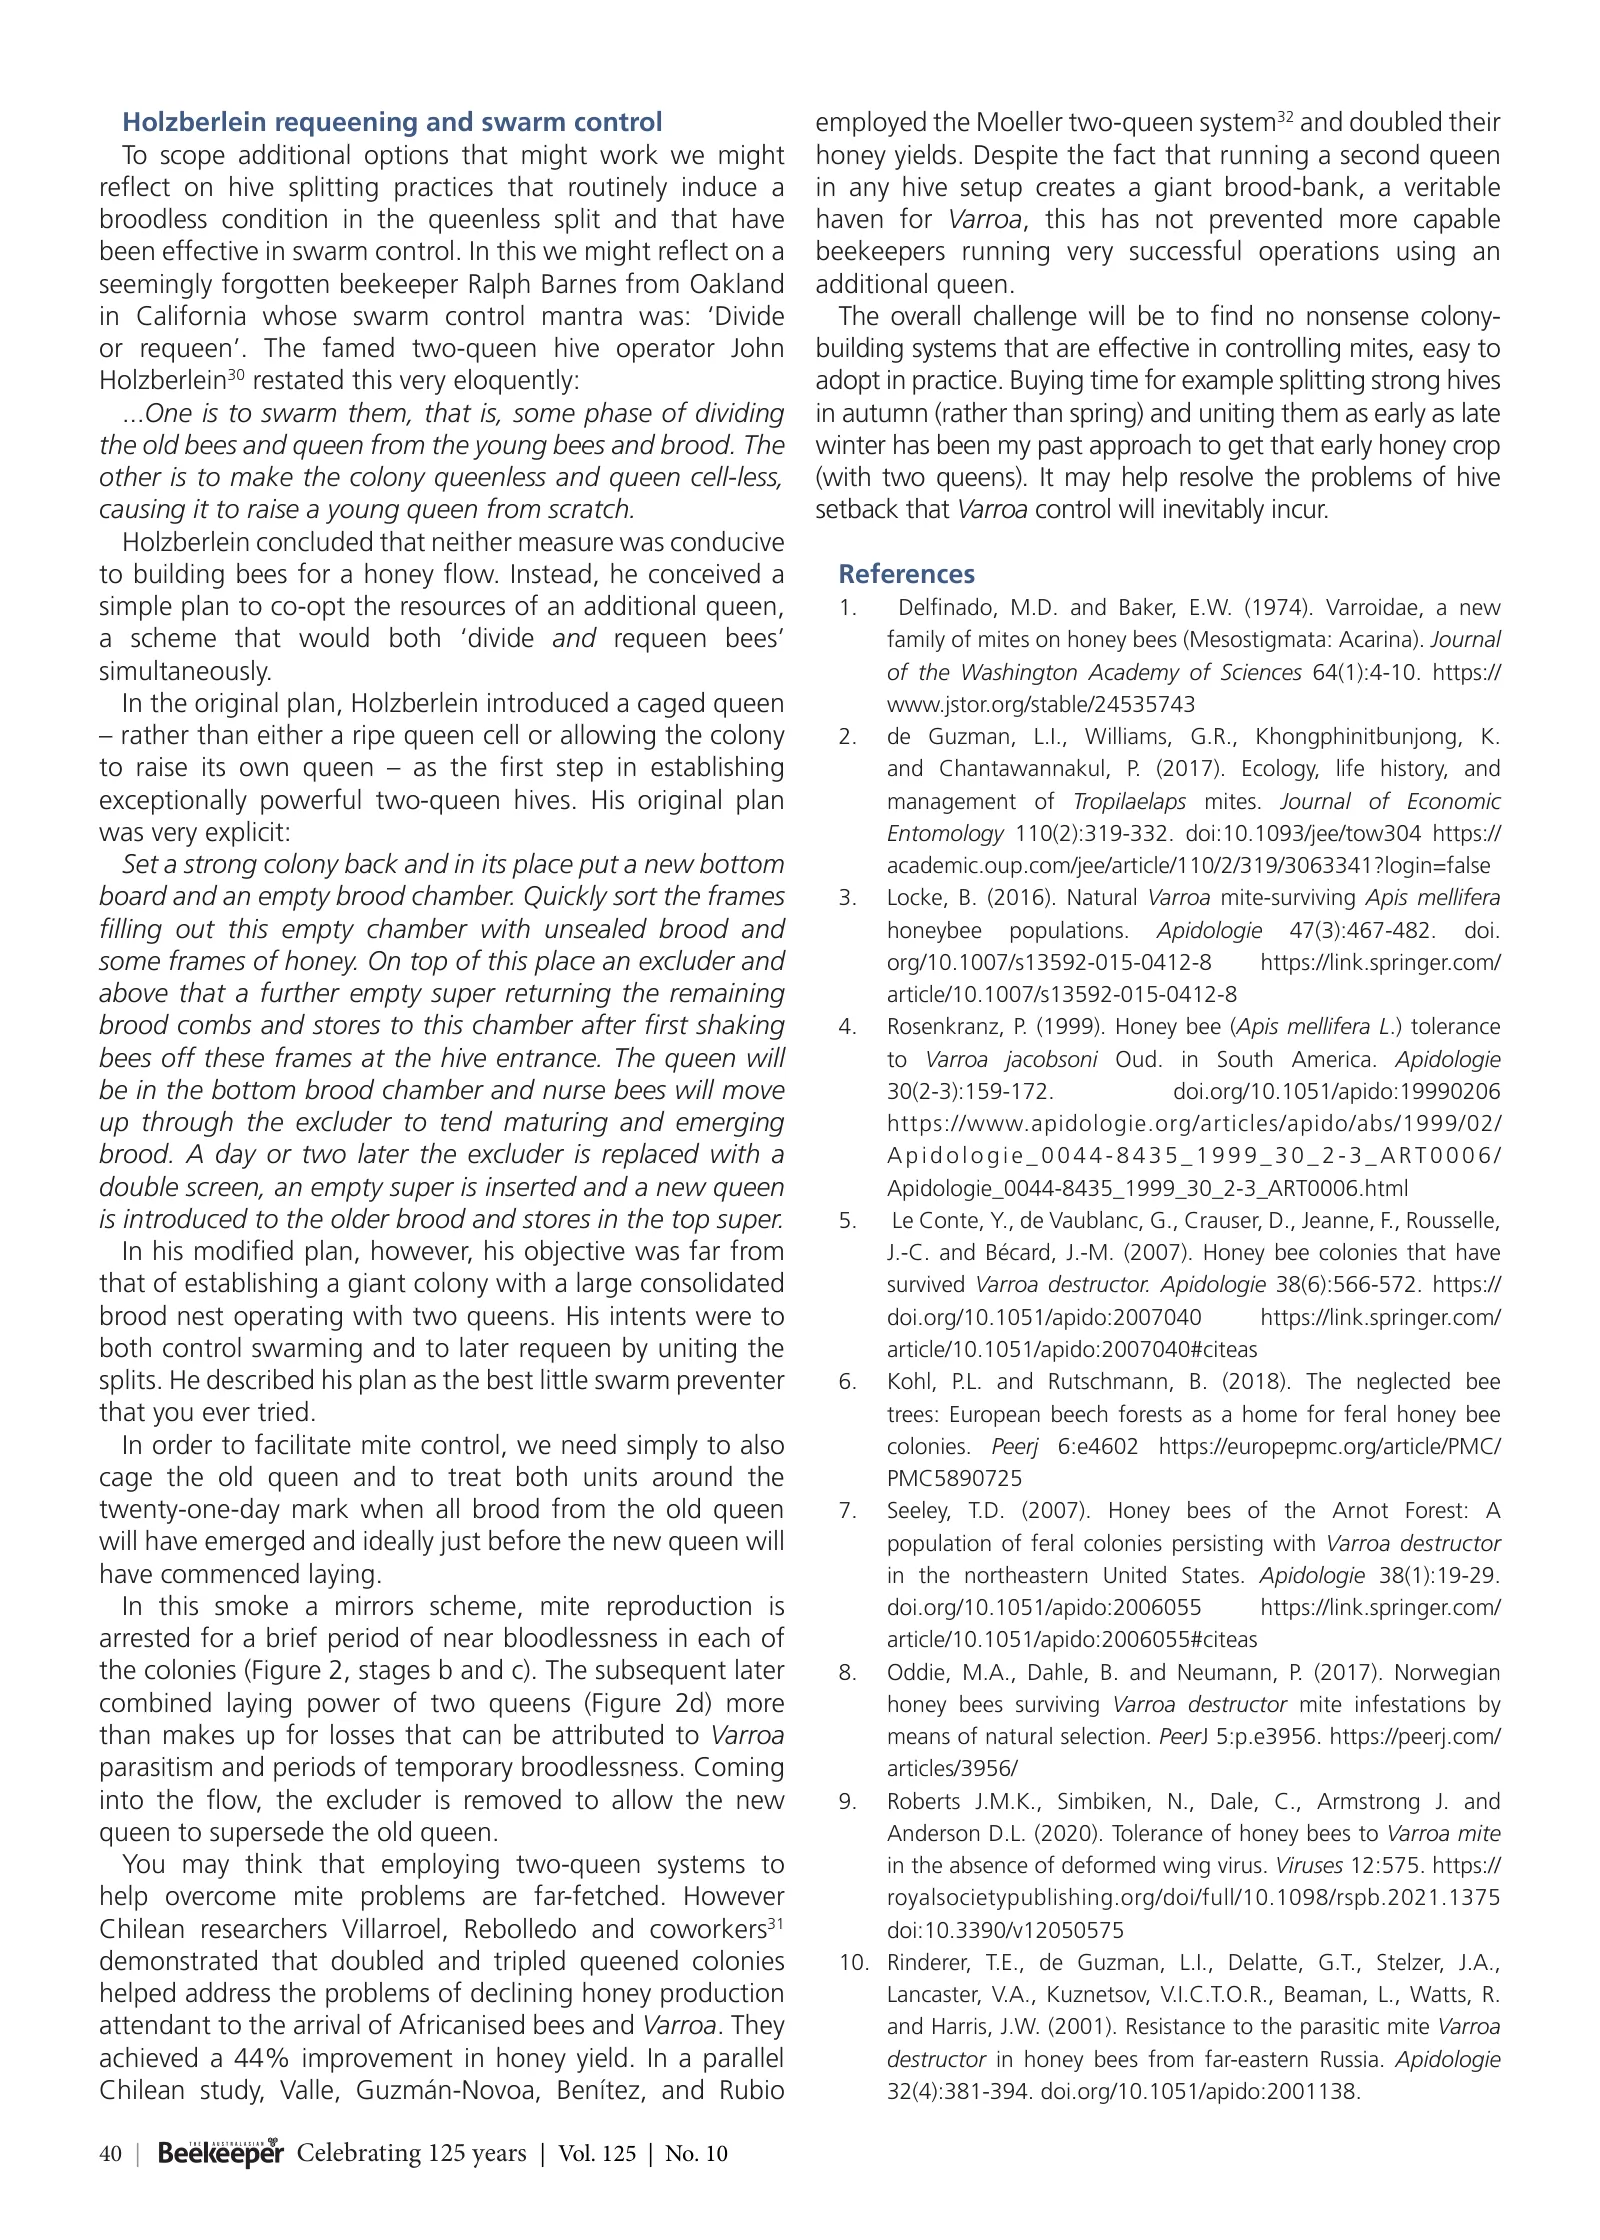 Holzberlein requeening and swarm control
To scope additional options that might work we might
reflect on hive splitting practices that routinely induce a
broodless condition in the queenless split and that have
been effective in swarm control. In this we might reflect on a
seemingly forgotten beekeeper Ralph Barnes from Oakland
in California whose swarm control mantra was: ‘Divide
or requeen’. The famed two-queen hive operator John
Holzberlein30 restated this very eloquently:
...One is to swarm them, that is, some phase of dividing
the old bees and queen from the young bees and brood. The
other is to make the colony queenless and queen cell-less,
causing it to raise a young queen from scratch.
Holzberlein concluded that neither measure was conducive
to building bees for a honey flow. Instead, he conceived a
simple plan to co-opt the resources of an additional queen,
a scheme that would both ‘divide and requeen bees’
simultaneously.
In the original plan, Holzberlein introduced a caged queen
– rather than either a ripe queen cell or allowing the colony
to raise its own queen – as the first step in establishing
exceptionally powerful two-queen hives. His original plan
was very explicit:
Set a strong colony back and in its place put a new bottom
board and an empty brood chamber. Quickly sort the frames
filling out this empty chamber with unsealed brood and
some frames of honey. On top of this place an excluder and
above that a further empty super returning the remaining
brood combs and stores to this chamber after first shaking
bees off these frames at the hive entrance. The queen will
be in the bottom brood chamber and nurse bees will move
up through the excluder to tend maturing and emerging
brood. A day or two later the excluder is replaced with a
double screen, an empty super is inserted and a new queen
is introduced to the older brood and stores in the top super.
In his modified plan, however, his objective was far from
that of establishing a giant colony with a large consolidated
brood nest operating with two queens. His intents were to
both control swarming and to later requeen by uniting the
splits. He described his plan as the best little swarm preventer
that you ever tried.
In order to facilitate mite control, we need simply to also
cage the old queen and to treat both units around the
twenty-one-day mark when all brood from the old queen
will have emerged and ideally just before the new queen will
have commenced laying.
In this smoke a mirrors scheme, mite reproduction is
arrested for a brief period of near bloodlessness in each of
the colonies (Figure 2, stages b and c). The subsequent later
combined laying power of two queens (Figure 2d) more
than makes up for losses that can be attributed to Varroa
parasitism and periods of temporary broodlessness. Coming
into the flow, the excluder is removed to allow the new
queen to supersede the old queen.
You may think that employing two-queen systems to
help overcome mite problems are far-fetched. However
Chilean researchers Villarroel, Rebolledo and coworkers31
demonstrated that doubled and tripled queened colonies
helped address the problems of declining honey production
attendant to the arrival of Africanised bees and Varroa. They
achieved a 44% improvement in honey yield. In a parallel
Chilean study, Valle, Guzmán-Novoa, Benítez, and Rubio
employed the Moeller two-queen system32 and doubled their
honey yields. Despite the fact that running a second queen
in any hive setup creates a giant brood-bank, a veritable
haven for Varroa, this has not prevented more capable
beekeepers running very successful operations using an
additional queen.
The overall challenge will be to find no nonsense colony-
building systems that are effective in controlling mites, easy to
adopt in practice. Buying time for example splitting strong hives
in autumn (rather than spring) and uniting them as early as late
winter has been my past approach to get that early honey crop
(with two queens). It may help resolve the problems of hive
setback that Varroa control will inevitably incur.
References
1. Delfinado, M.D. and Baker, E.W. (1974). Varroidae, a new
family of mites on honey bees (Mesostigmata: Acarina). Journal
of the Washington Academy of Sciences 64(1):4-10. https://
www.jstor.org/stable/24535743
2. de Guzman, L.I., Williams, G.R., Khongphinitbunjong, K.
and Chantawannakul, P. (2017). Ecology, life history, and
management of Tropilaelaps mites. Journal of Economic
Entomology 110(2):319-332. doi:10.1093/jee/tow304 https://
academic.oup.com/jee/article/110/2/319/3063341?login=false
3. Locke, B. (2016). Natural Varroa mite-surviving Apis mellifera
honeybee populations. Apidologie 47(3):467-482. doi.
org/10.1007/s13592-015-0412-8 https://link.springer.com/
article/10.1007/s13592-015-0412-8
4. Rosenkranz, P. (1999). Honey bee (Apis mellifera L.) tolerance
to Varroa jacobsoni Oud. in South America. Apidologie
30(2-3):159-172. doi.org/10.1051/apido:19990206
https://www.apidologie.org/articles/apido/abs/1999/02/
Apidologie_0044-8435_1999_30_2-3_ART0006/
Apidologie_0044-8435_1999_30_2-3_ART0006.html
5. Le Conte, Y., de Vaublanc, G., Crauser, D., Jeanne, F., Rousselle,
J.-C. and Bécard, J.-M. (2007). Honey bee colonies that have
survived Varroa destructor. Apidologie 38(6):566-572. https://
doi.org/10.1051/apido:2007040 https://link.springer.com/
article/10.1051/apido:2007040#citeas
6. Kohl, P.L. and Rutschmann, B. (2018). The neglected bee
trees: European beech forests as a home for feral honey bee
colonies. Peerj 6:e4602 https://europepmc.org/article/PMC/
PMC5890725
7. Seeley, T.D. (2007). Honey bees of the Arnot Forest: A
population of feral colonies persisting with Varroa destructor
in the northeastern United States. Apidologie 38(1):19-29.
doi.org/10.1051/apido:2006055 https://link.springer.com/
article/10.1051/apido:2006055#citeas
8. Oddie, M.A., Dahle, B. and Neumann, P. (2017). Norwegian
honey bees surviving Varroa destructor mite infestations by
means of natural selection. PeerJ 5:p.e3956. https://peerj.com/
articles/3956/
9. Roberts J.M.K., Simbiken, N., Dale, C., Armstrong J. and
Anderson D.L. (2020). Tolerance of honey bees to Varroa mite
in the absence of deformed wing virus. Viruses 12:575. https://
royalsocietypublishing.org/doi/full/10.1098/rspb.2021.1375
doi:10.3390/v12050575
10. Rinderer, T.E., de Guzman, L.I., Delatte, G.T., Stelzer, J.A.,
Lancaster, V.A., Kuznetsov, V.I.C.T.O.R., Beaman, L., Watts, R.
and Harris, J.W. (2001). Resistance to the parasitic mite Varroa
destructor in honey bees from far-eastern Russia. Apidologie
32(4):381-394. doi.org/10.1051/apido:2001138.
40 | THE AUSTRALASIAN Beekeeper Celebrating 125 years | Vol. 125 | No. 10